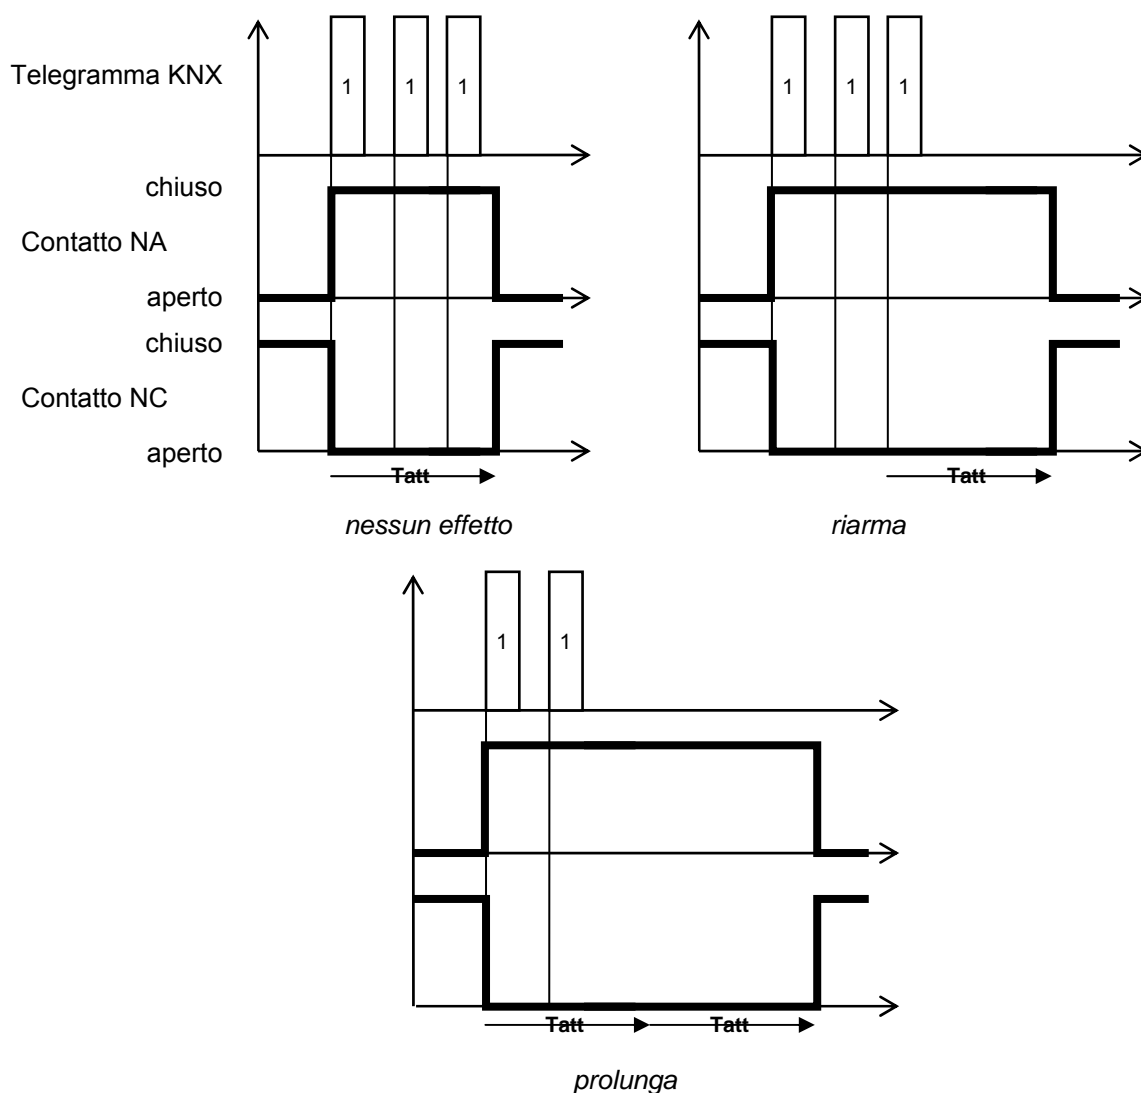 Telegramma KNX
1 1 1
1 1 1
chiuso
Contatto NA
aperto
chiuso
Contatto NC
aperto
Tatt
Tatt
nessun effetto
riarma
1 1
Tatt Tatt
prolunga